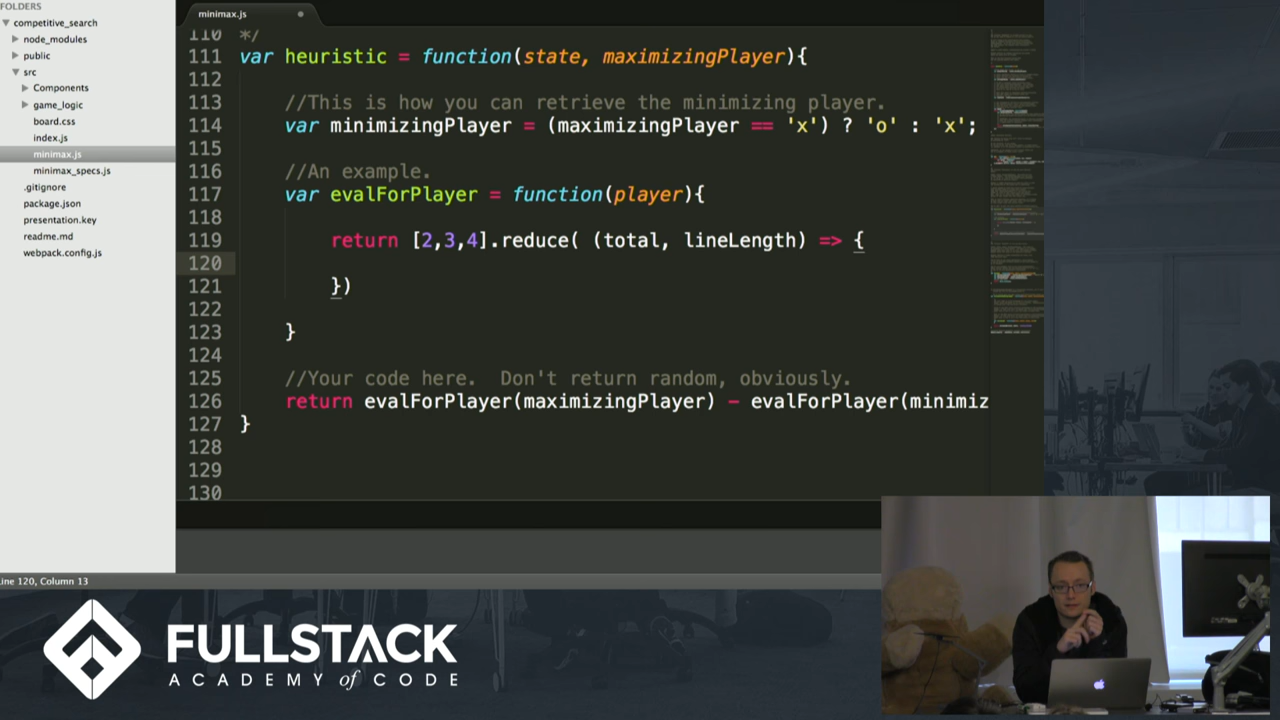 FOLDERS
competitive_search
node_modules
public
src
Components
game_logic
board.css
index.js
minimax.js
minimax_specs.js
.gitignore
package.json
presentation.key
readme.md
webpack.config.js
minimax.js
110 */
111 var heuristic = function(state, maximizingPlayer){
112
113 //This is how you can retrieve the minimizing player.
114 var minimizingPlayer = (maximizingPlayer == 'x') ? 'o' : 'x';
115
116 //An example.
117 var evalForPlayer = function(player){
118
119 return [2,3,4].reduce( (total, lineLength) => {
120
121 })
122
123 }
124
125 //Your code here.  Don't return random, obviously.
126 return evalForPlayer(maximizingPlayer) - evalForPlayer(minimiz
127 }
128
129
130
ine 120, Column 13
FULLSTACK
ACADEMY of CODE